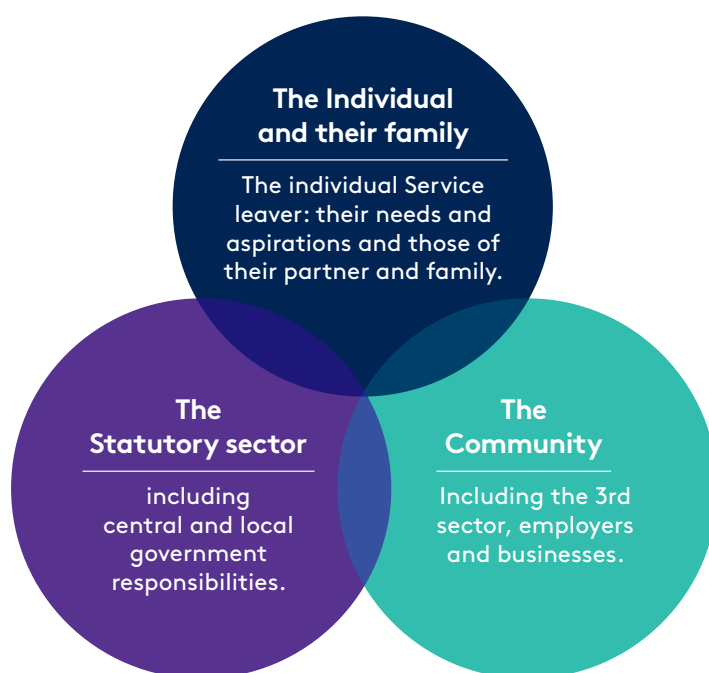 The Individual
and their family
The individual Service
leaver: their needs and
aspirations and those of
their partner and family.
The
Statutory sector
including
central and local
government
responsibilities.
The
Community
Including the 3rd
sector, employers
and businesses.